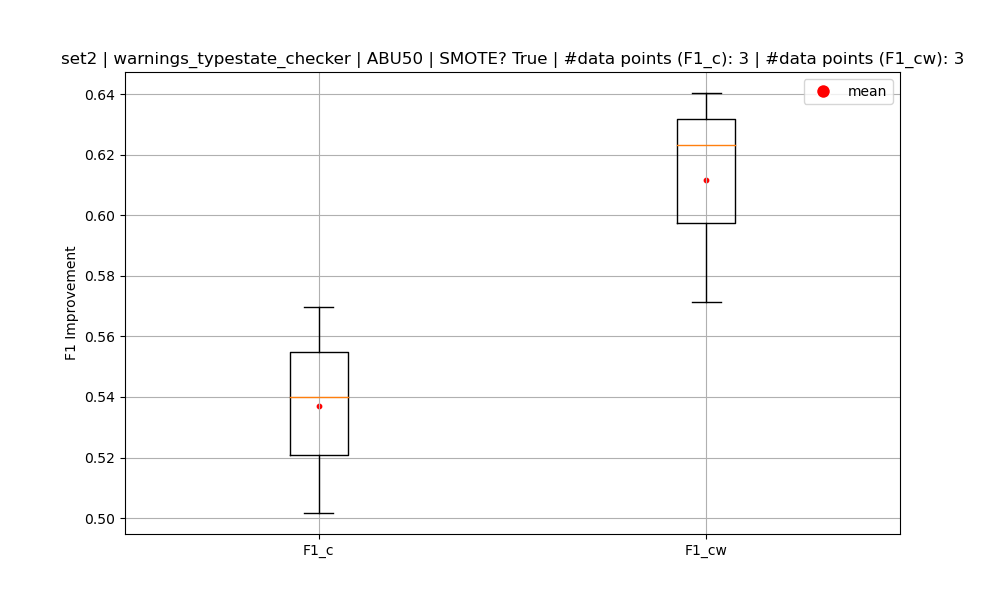 set2 | warnings_typestate_checker | ABU50 | SMOTE? True | #data points (F1_c): 3 | #data points (F1_cw): 3
mean
0.64
0.62
0.60
0.58
0.56
0.54
0.52
0.50
F1 Improvement
F1_c
F1_cw